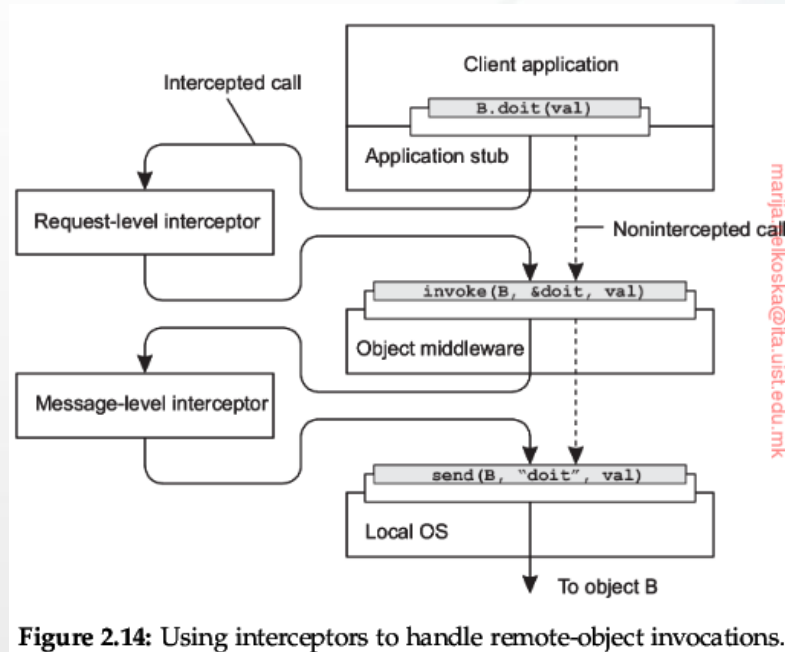 Client application
Intercepted call
B.doit(val)
Application stub
Request-level interceptor
Nonintercepted call
invoke(B, &doit, val)
Object middleware
Message-level interceptor
send(B, "doit", val)
Local OS
To object B
Figure 2.14: Using interceptors to handle remote-object invocations.